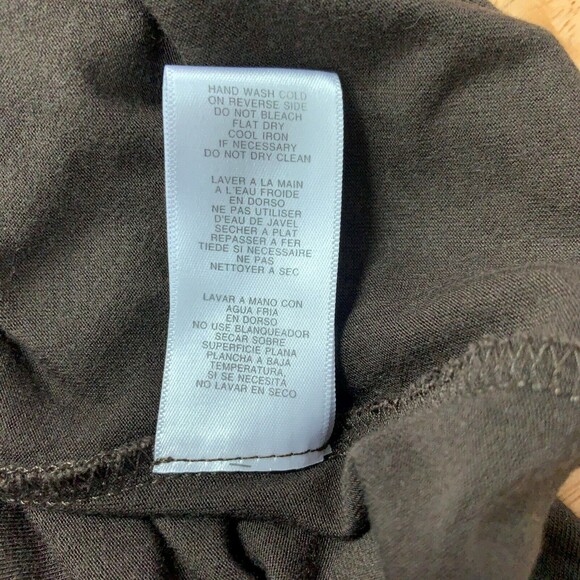 HAND WASH COLD
ON REVERSE SIDE
DO NOT BLEACH
FLAT DRY
COOL IRON
IF NECESSARY
DO NOT DRY CLEAN
LAVER A LA MAIN
A L'EAU FROIDE
EN DORSO
NE PAS UTILISER
D'EAU DE JAVEL
SECHER A PLAT
REPASSER A FER
TIEDE SI NECESSAIRE
NE PAS
NETTOYER A SEC
LAVAR A MANO CON
AGUA FRIA
EN DORSO
NO USE BLANQUEADOR
SECAR SOBRE
SUPERFICIE PLANA
PLANCHA A BAJA
TEMPERATURA,
SI SE NECESITA
NO LAVAR EN SECO